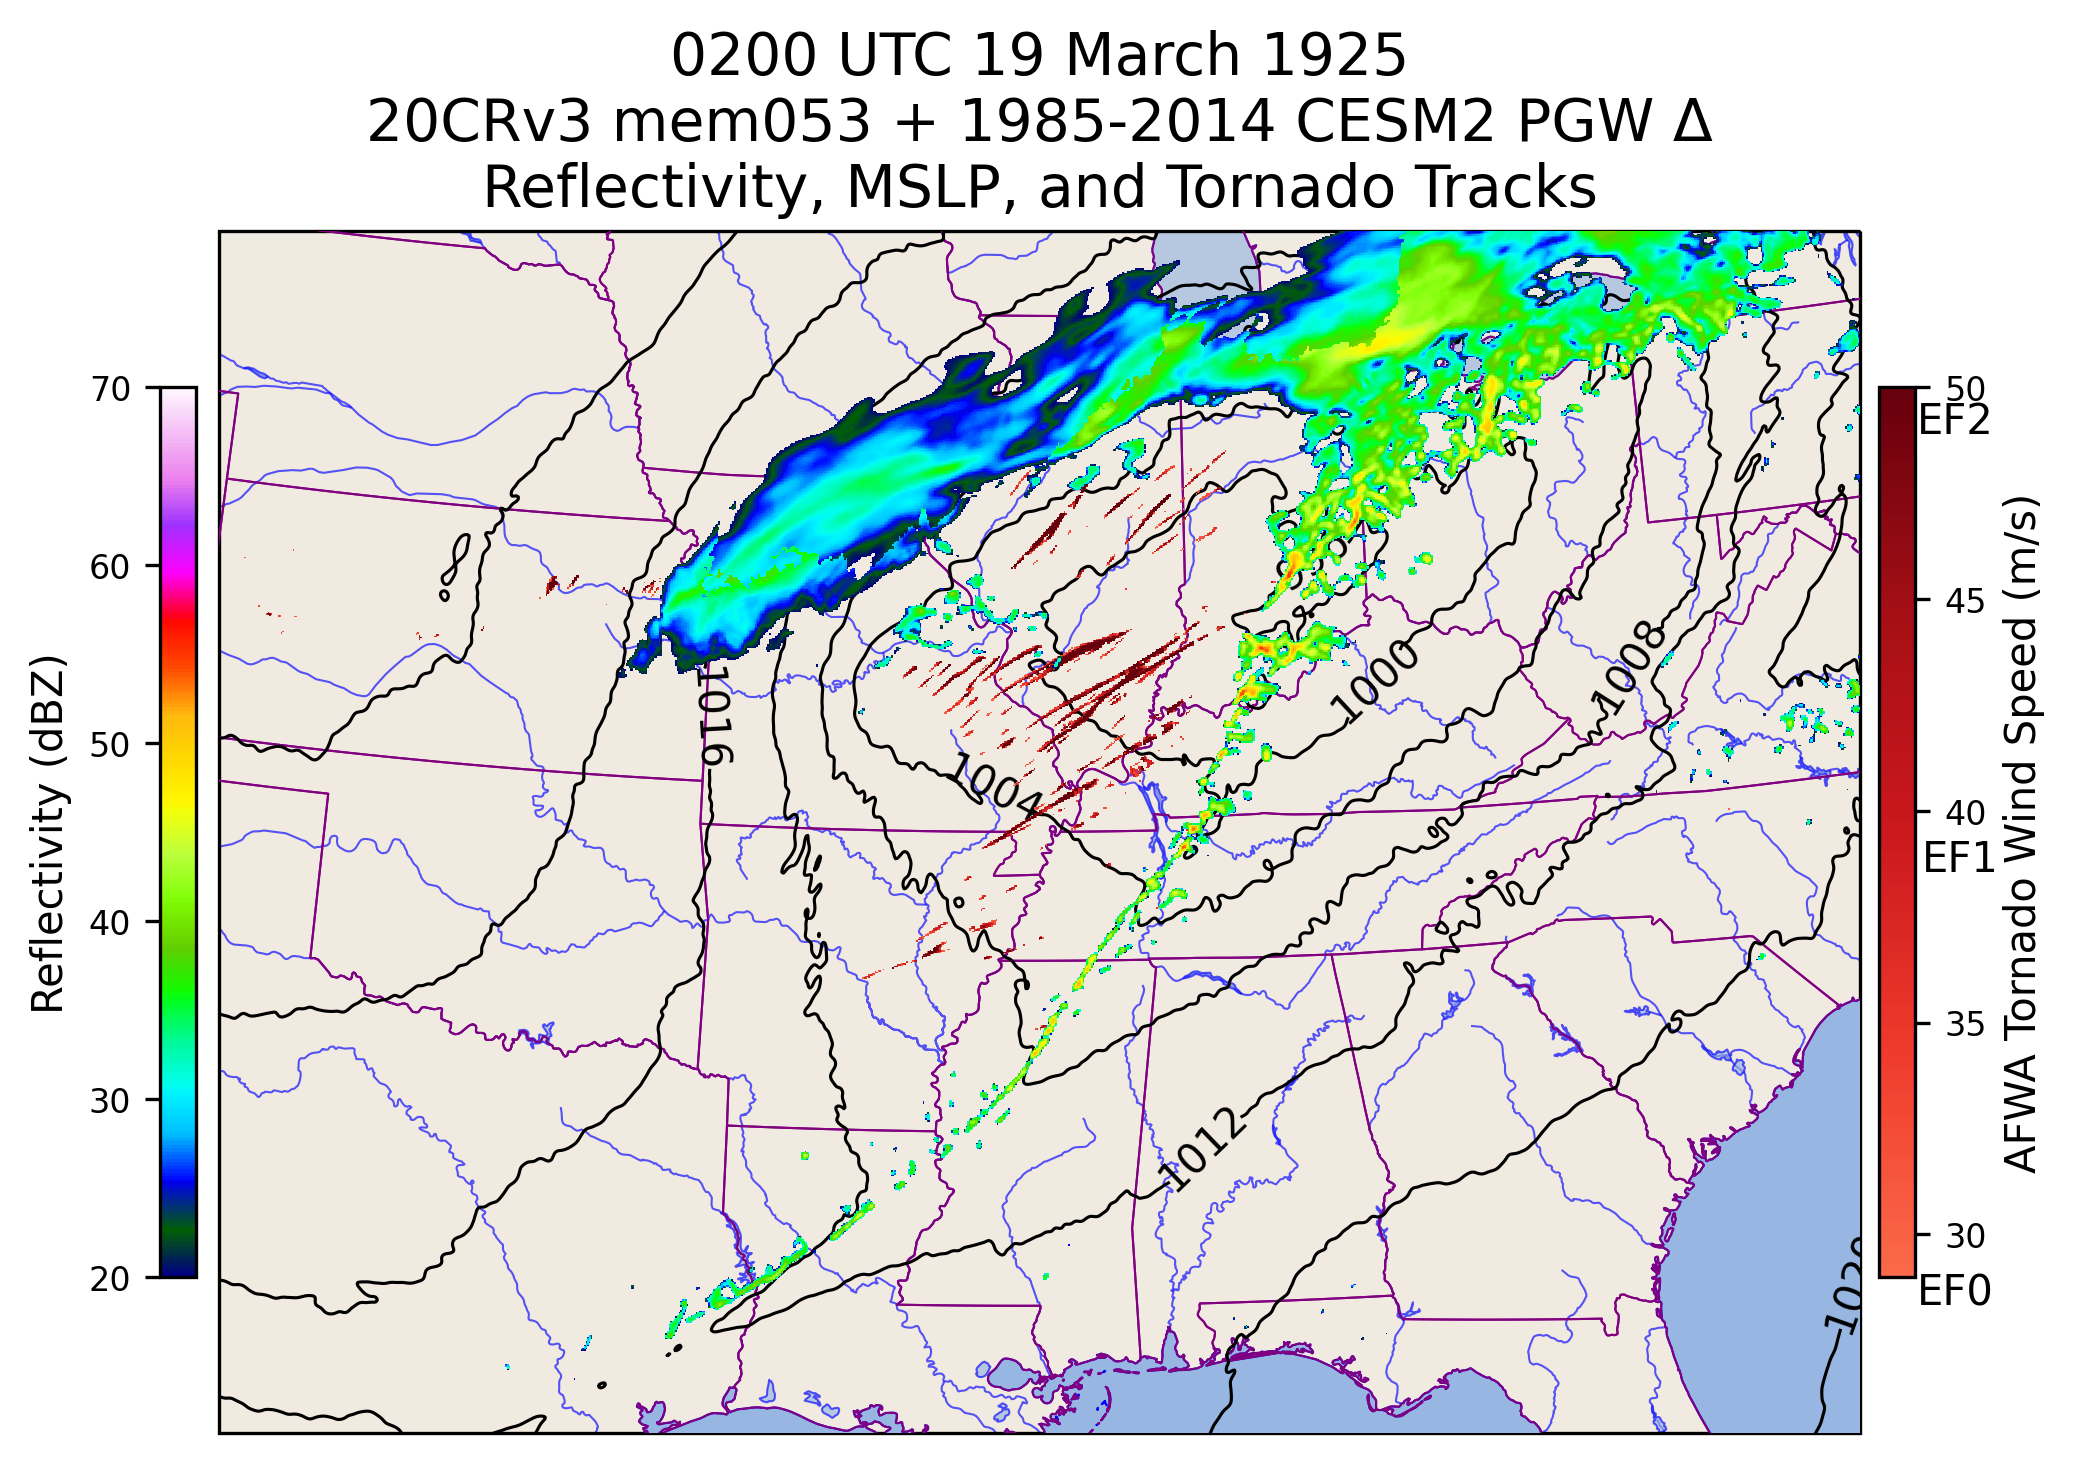 0200 UTC 19 March 1925
20CRv3 mem053 + 1985-2014 CESM2 PGW Δ
Reflectivity, MSLP, and Tornado Tracks
Reflectivity (dBZ)
70
60
50
40
30
20
1016
1004
1000
1008
1012
1020
50
EF2
45
40
EF1
35
30
EF0
AFWA Tornado Wind Speed (m/s)